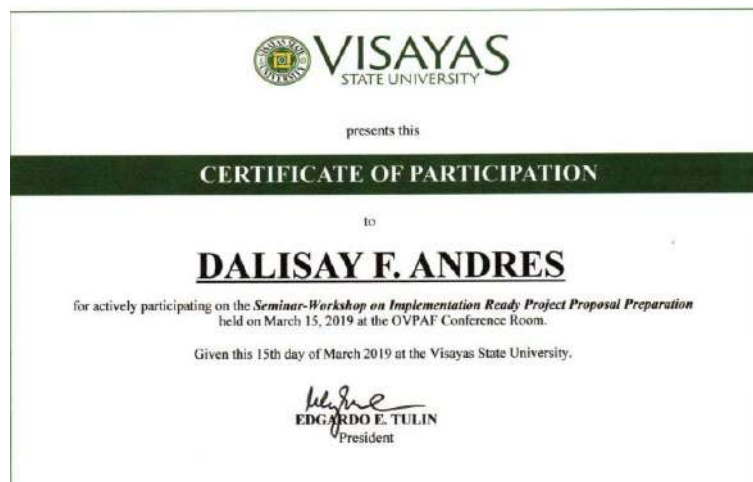 VISAYAS
STATE UNIVERSITY
presents this
CERTIFICATE OF PARTICIPATION
to
DALISAY F. ANDRES
for actively participating on the Seminar-Workshop on Implementation Ready Project Proposal Preparation
held on March 15, 2019 at the OVPAF Conference Room.
Given this 15th day of March 2019 at the Visayas State University.
EDGARDO E. TULIN
President